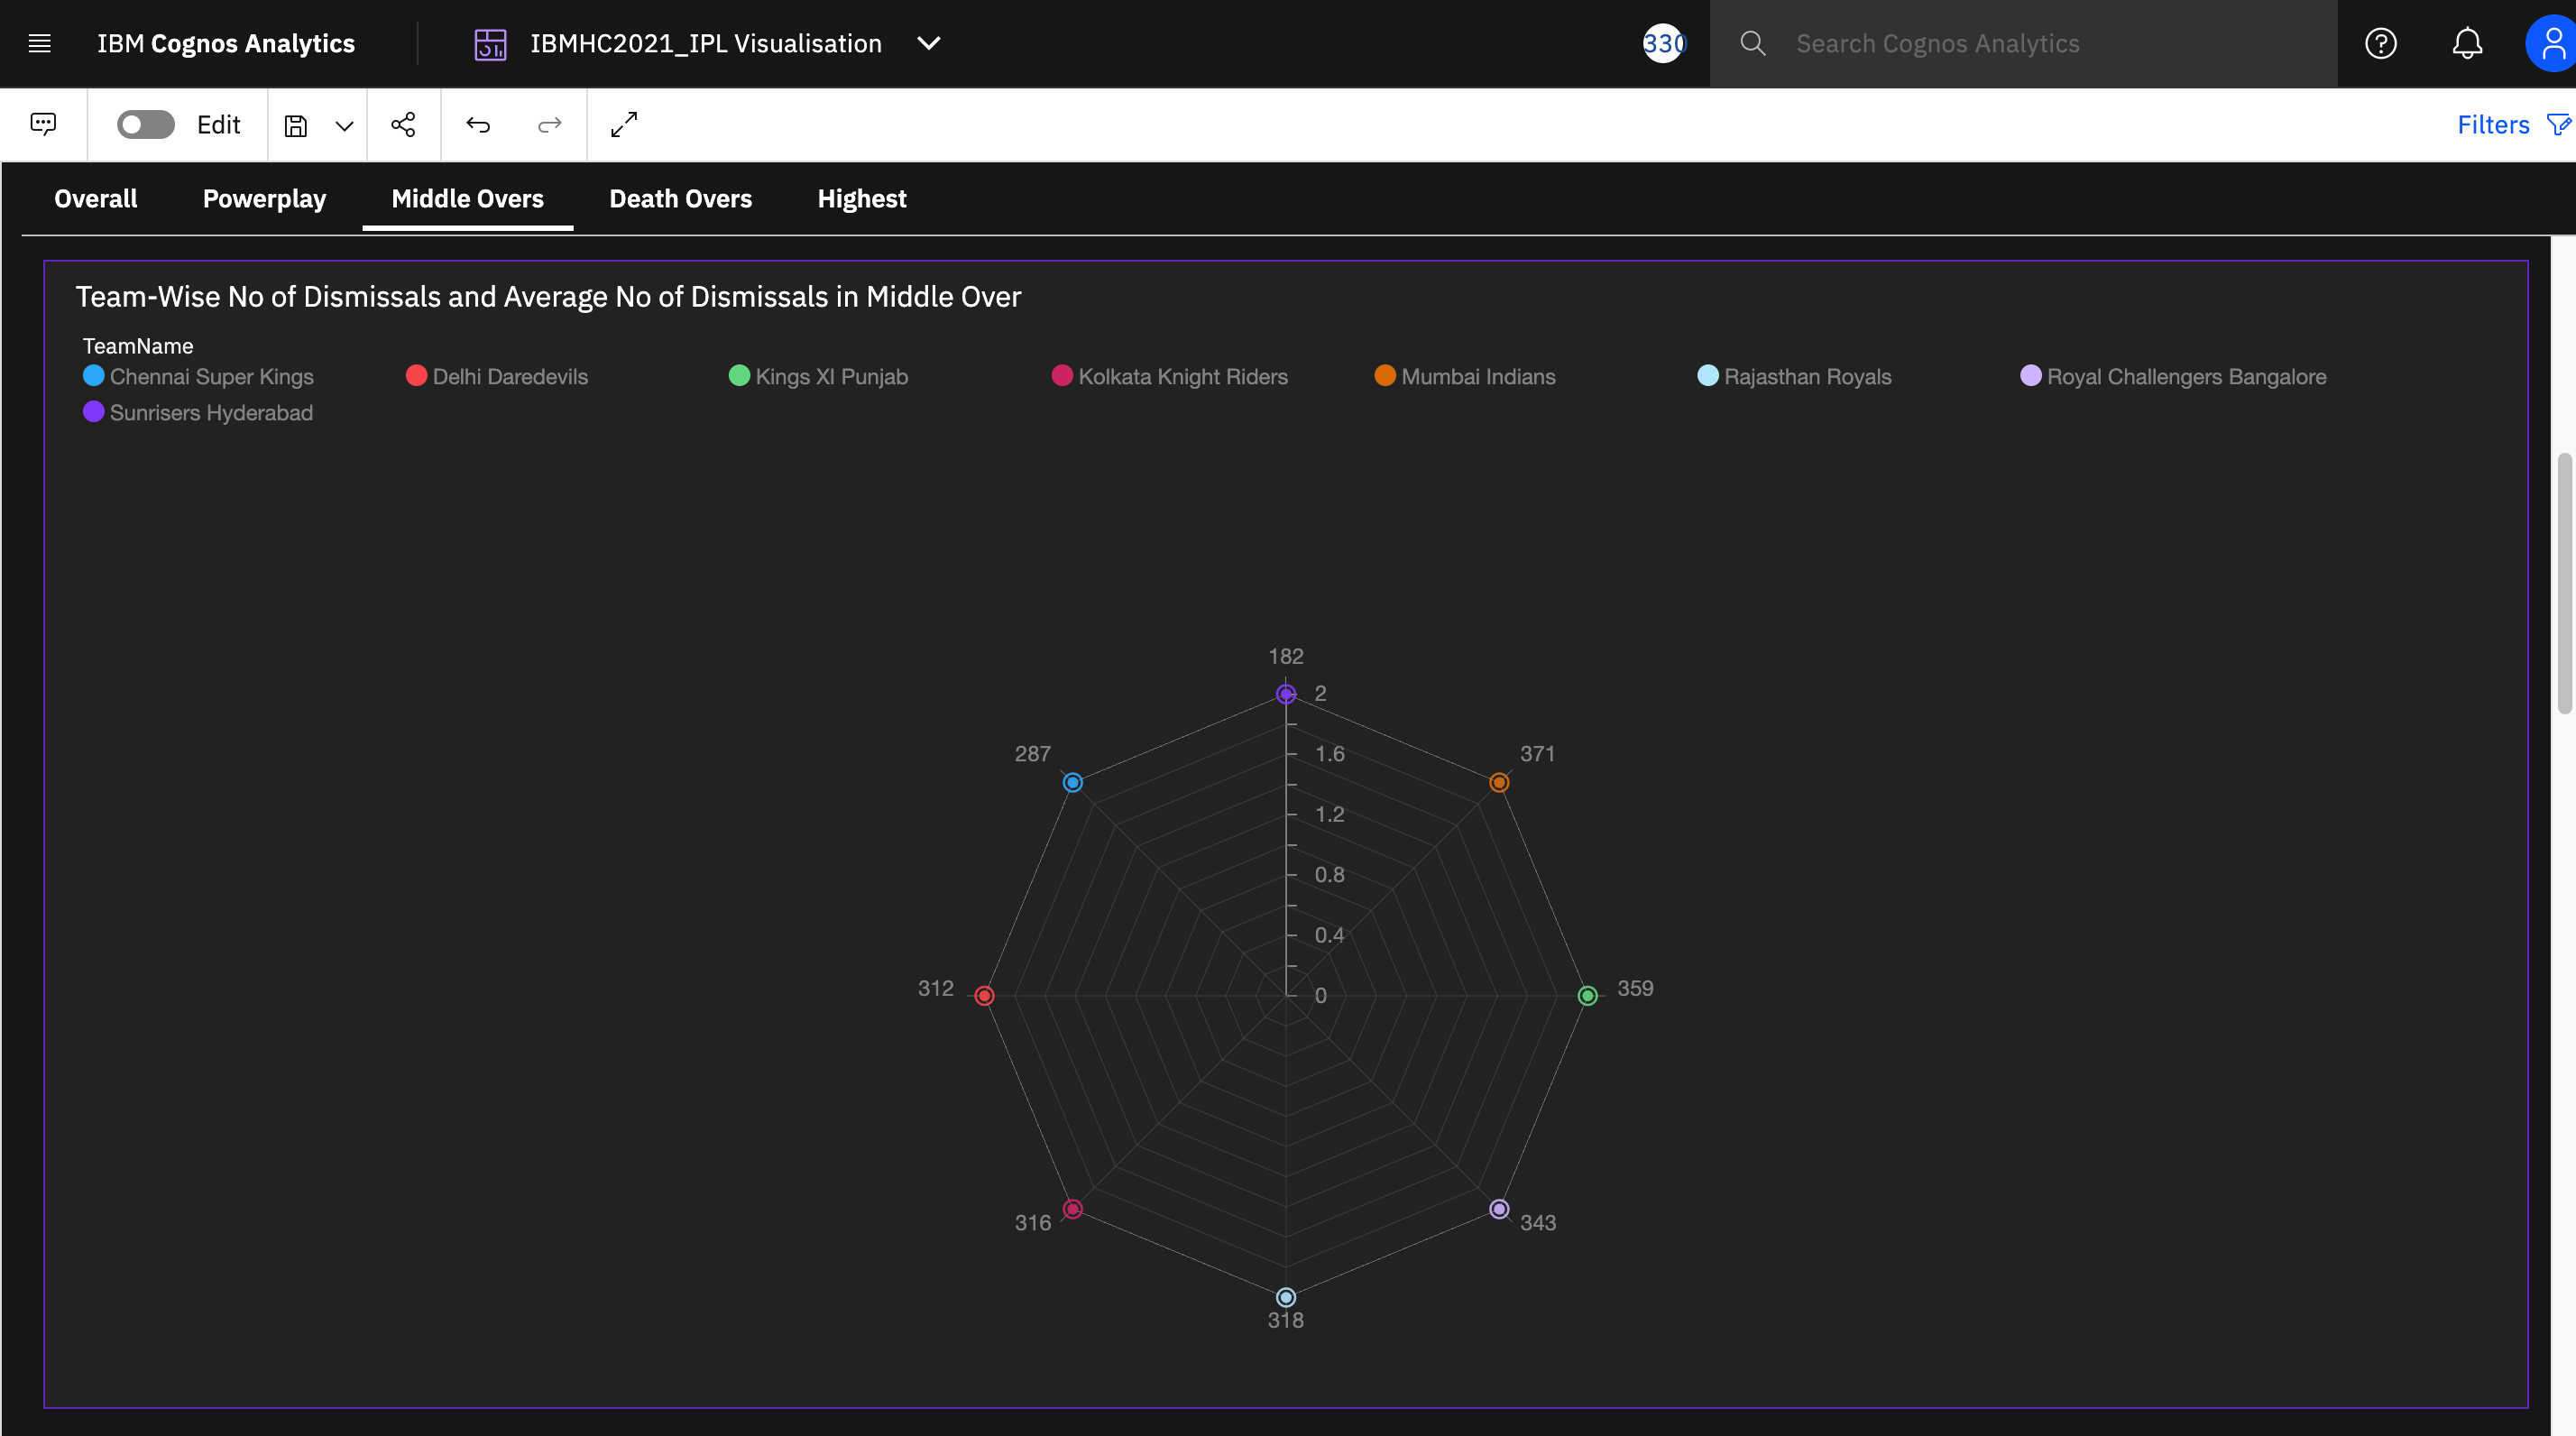 IBM Cognos Analytics
IBMHC2021_IPL Visualisation
330
Search Cognos Analytics
Edit
Filters
Overall Powerplay Middle Overs Death Overs Highest
Team-Wise No of Dismissals and Average No of Dismissals in Middle Over
TeamName
Chennai Super Kings Delhi Daredevils Kings XI Punjab Kolkata Knight Riders Mumbai Indians Rajasthan Royals Royal Challengers Bangalore
Sunrisers Hyderabad
182
2
287
1.6
371
1.2
0.8
0.4
312
0
359
316
343
318